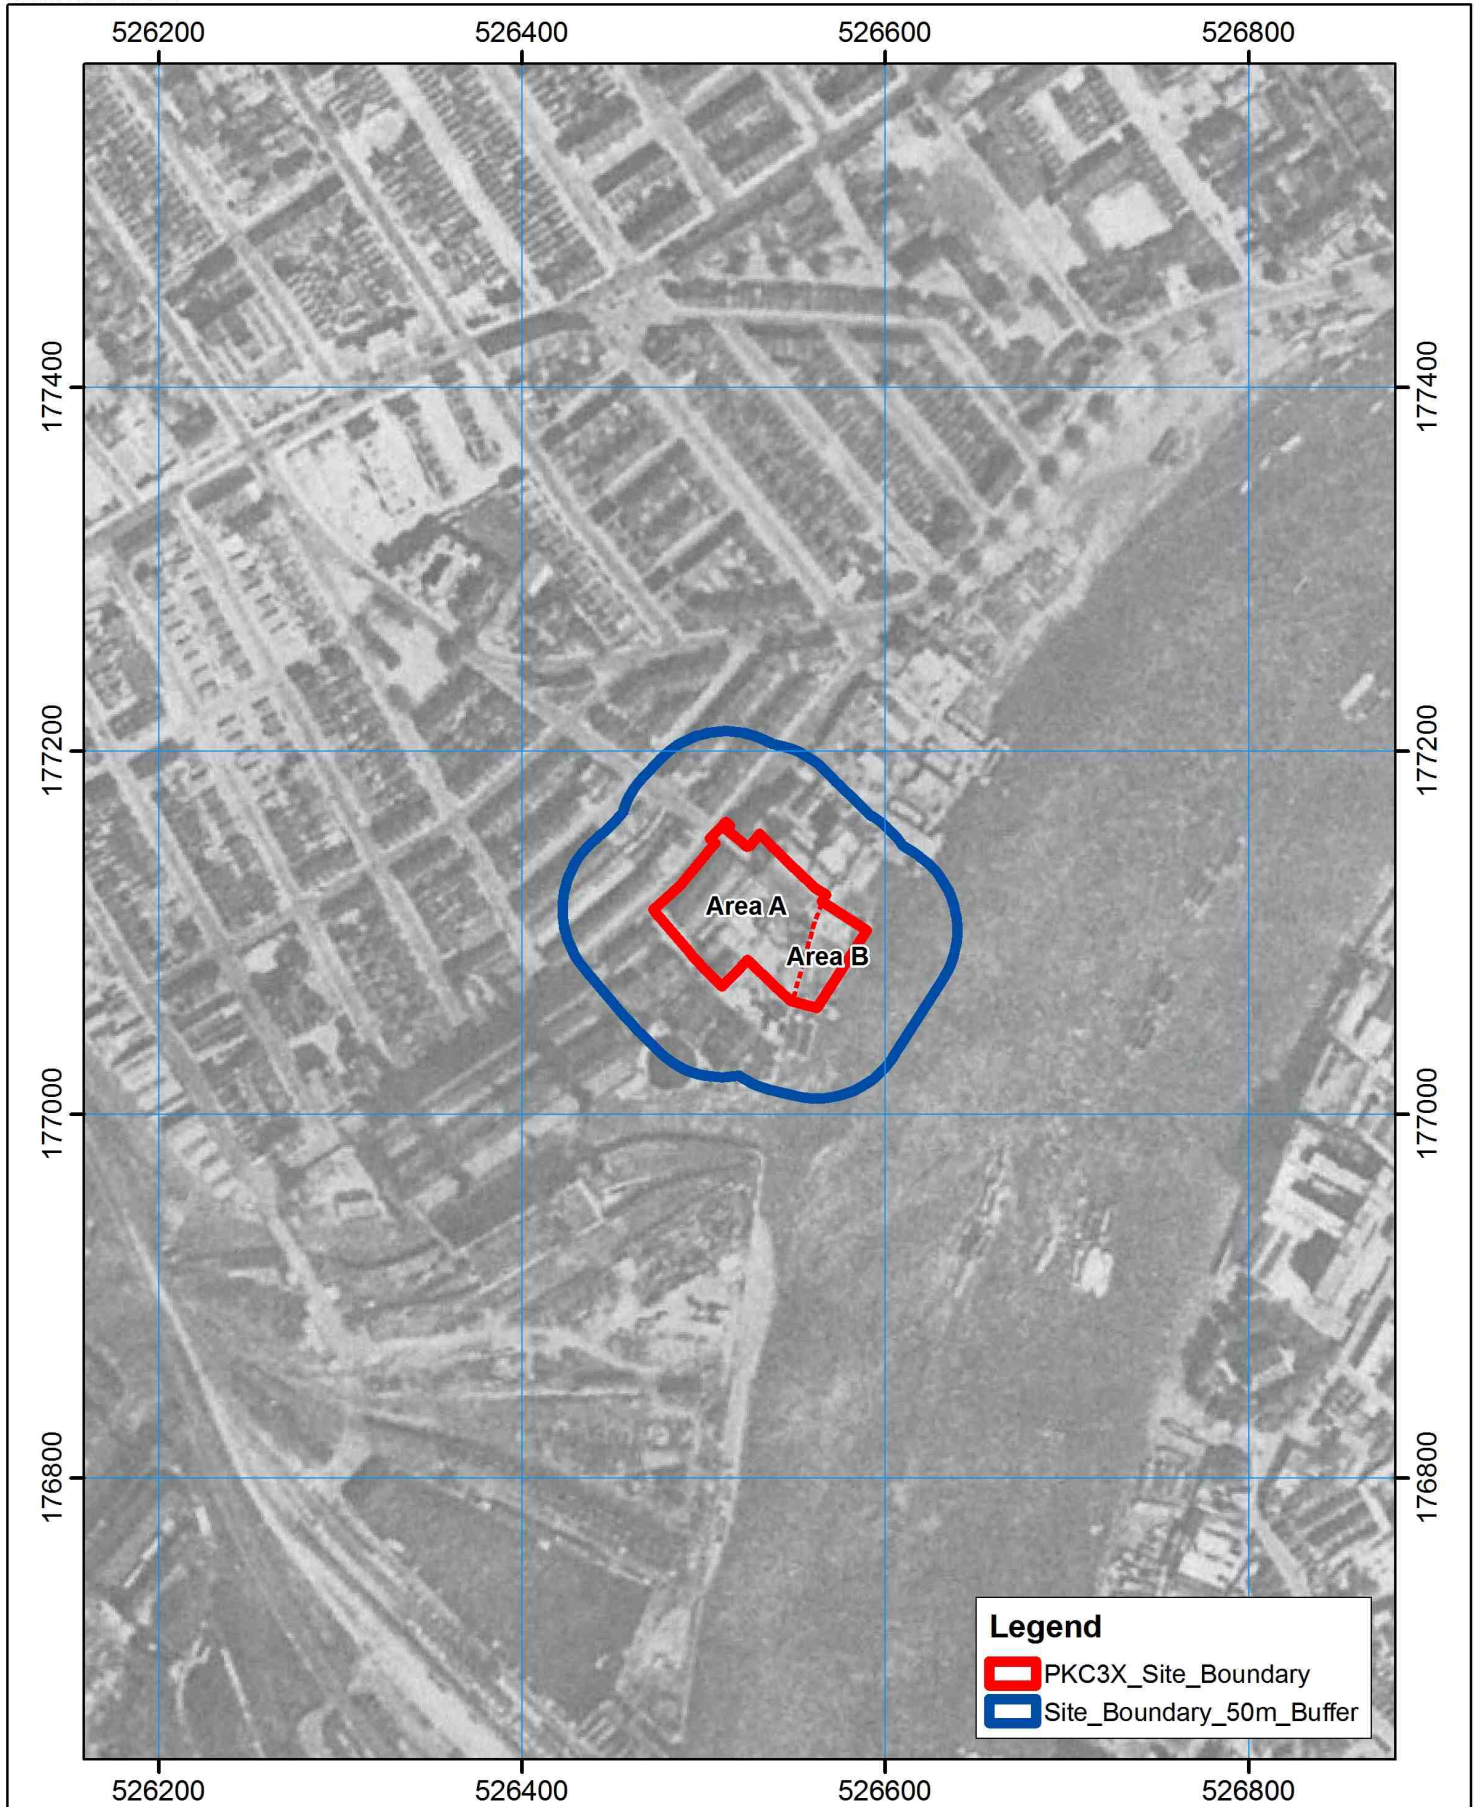 526200 526400 526600 526800
177400 177400
177200 177200
Area A
Area B
177000 177000
176800 176800
Legend
PKC3X_Site_Boundary
Site_Boundary_50m_Buffer
526200 526400 526600 526800